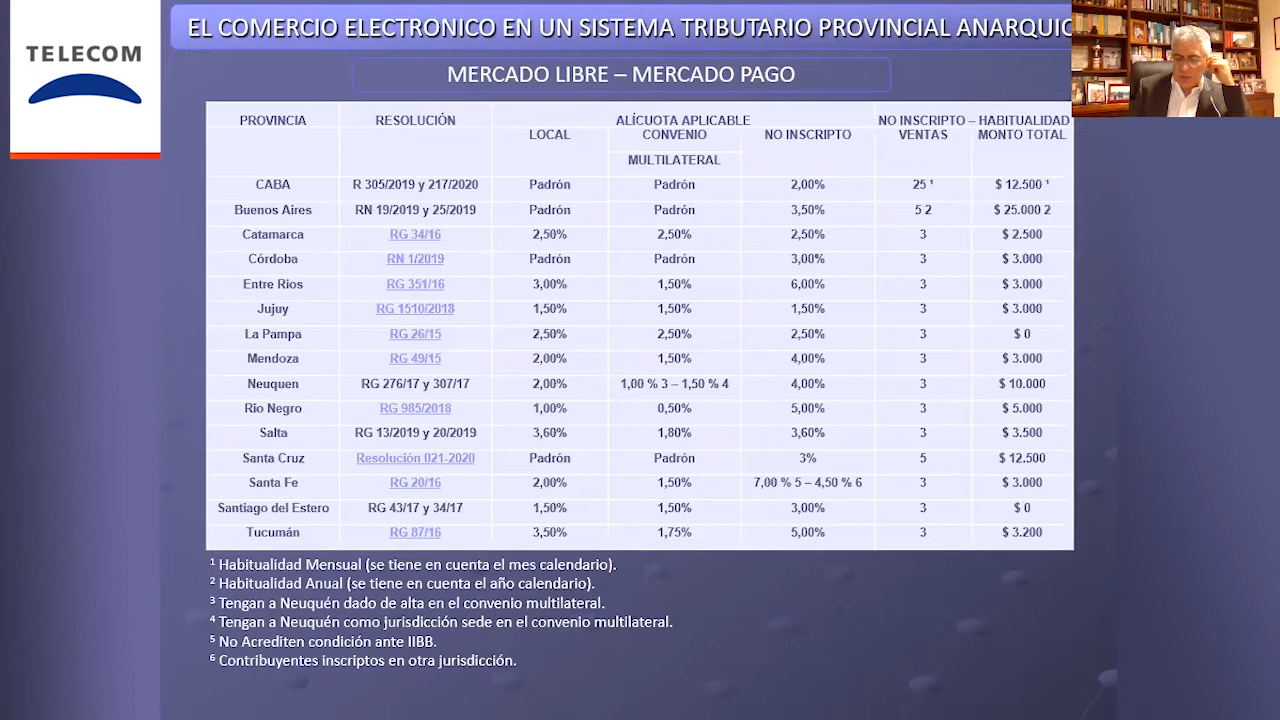 TELECOM
EL COMERCIO ELECTRONICO EN UN SISTEMA TRIBUTARIO PROVINCIAL ANARQUIC
MERCADO LIBRE – MERCADO PAGO
PROVINCIA RESOLUCIÓN ALÍCUOTA APLICABLE NO INSCRIPTO – HABITUALIDAD
LOCAL CONVENIO MULTILATERAL NO INSCRIPTO VENTAS MONTO TOTAL
CABA R 305/2019 y 217/2020 Padrón Padrón 2,00% 25 ¹ $ 12.500 ¹
Buenos Aires RN 19/2019 y 25/2019 Padrón Padrón 3,50% 5 2 $ 25.000 2
Catamarca RG 34/16 2,50% 2,50% 2,50% 3 $ 2.500
Córdoba RN 1/2019 Padrón Padrón 3,00% 3 $ 3.000
Entre Rios RG 351/16 3,00% 1,50% 6,00% 3 $ 3.000
Jujuy RG 1510/2018 1,50% 1,50% 1,50% 3 $ 3.000
La Pampa RG 26/15 2,50% 2,50% 2,50% 3 $ 0
Mendoza RG 49/15 2,00% 1,50% 4,00% 3 $ 3.000
Neuquen RG 276/17 y 307/17 2,00% 1,00 % 3 – 1,50 % 4 4,00% 3 $ 10.000
Rio Negro RG 985/2018 1,00% 0,50% 5,00% 3 $ 5.000
Salta RG 13/2019 y 20/2019 3,60% 1,80% 3,60% 3 $ 3.500
Santa Cruz Resolución 021-2020 Padrón Padrón 3% 5 $ 12.500
Santa Fe RG 20/16 2,00% 1,50% 7,00 % 5 – 4,50 % 6 3 $ 3.000
Santiago del Estero RG 43/17 y 34/17 1,50% 1,50% 3,00% 3 $ 0
Tucumán RG 87/16 3,50% 1,75% 5,00% 3 $ 3.200
¹ Habitualidad Mensual (se tiene en cuenta el mes calendario).
² Habitualidad Anual (se tiene en cuenta el año calendario).
³ Tengan a Neuquén dado de alta en el convenio multilateral.
⁴ Tengan a Neuquén como jurisdicción sede en el convenio multilateral.
⁵ No Acrediten condición ante IIBB.
⁶ Contribuyentes inscriptos en otra jurisdicción.